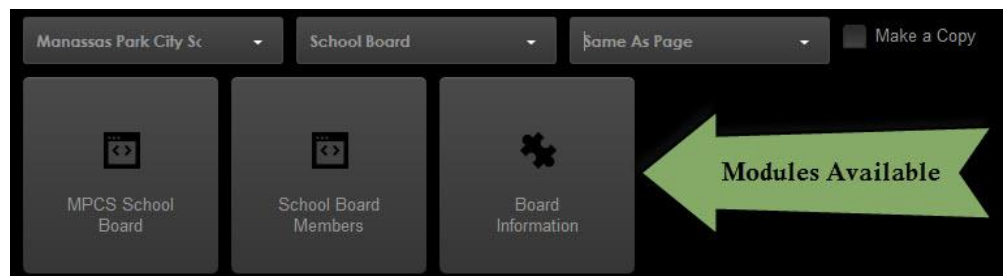 Manassas Park City Sc
School Board
Same As Page
Make a Copy
MPCS School
Board
School Board
Members
Board
Information
Modules Available